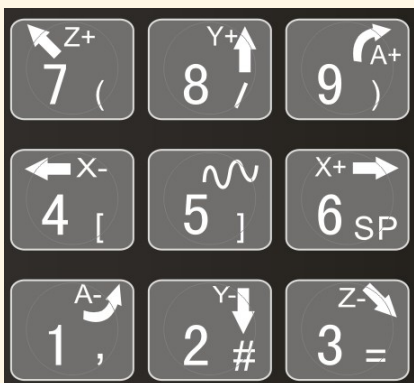 Z+ Y+ A+
7 ( 8 / 9 )
X- X+
4 [ 5 ] 6 SP
A- Y- Z-
1 , 2 # 3 =